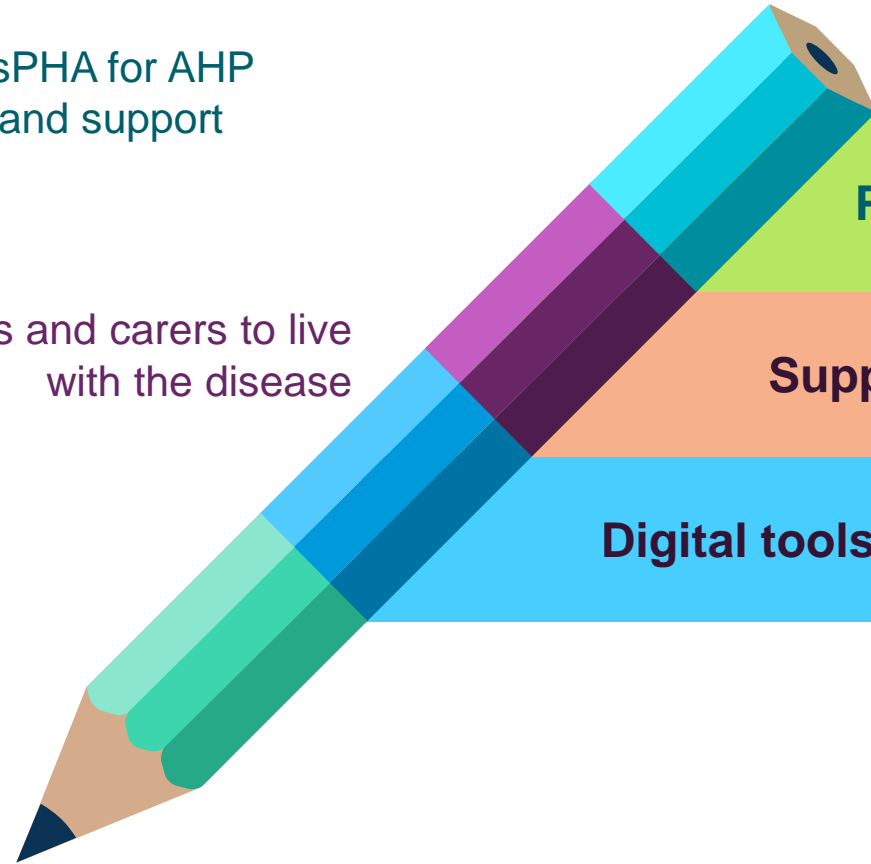 sPHA for AHP
and support
s and carers to live
with the disease
Supp
Digital tools